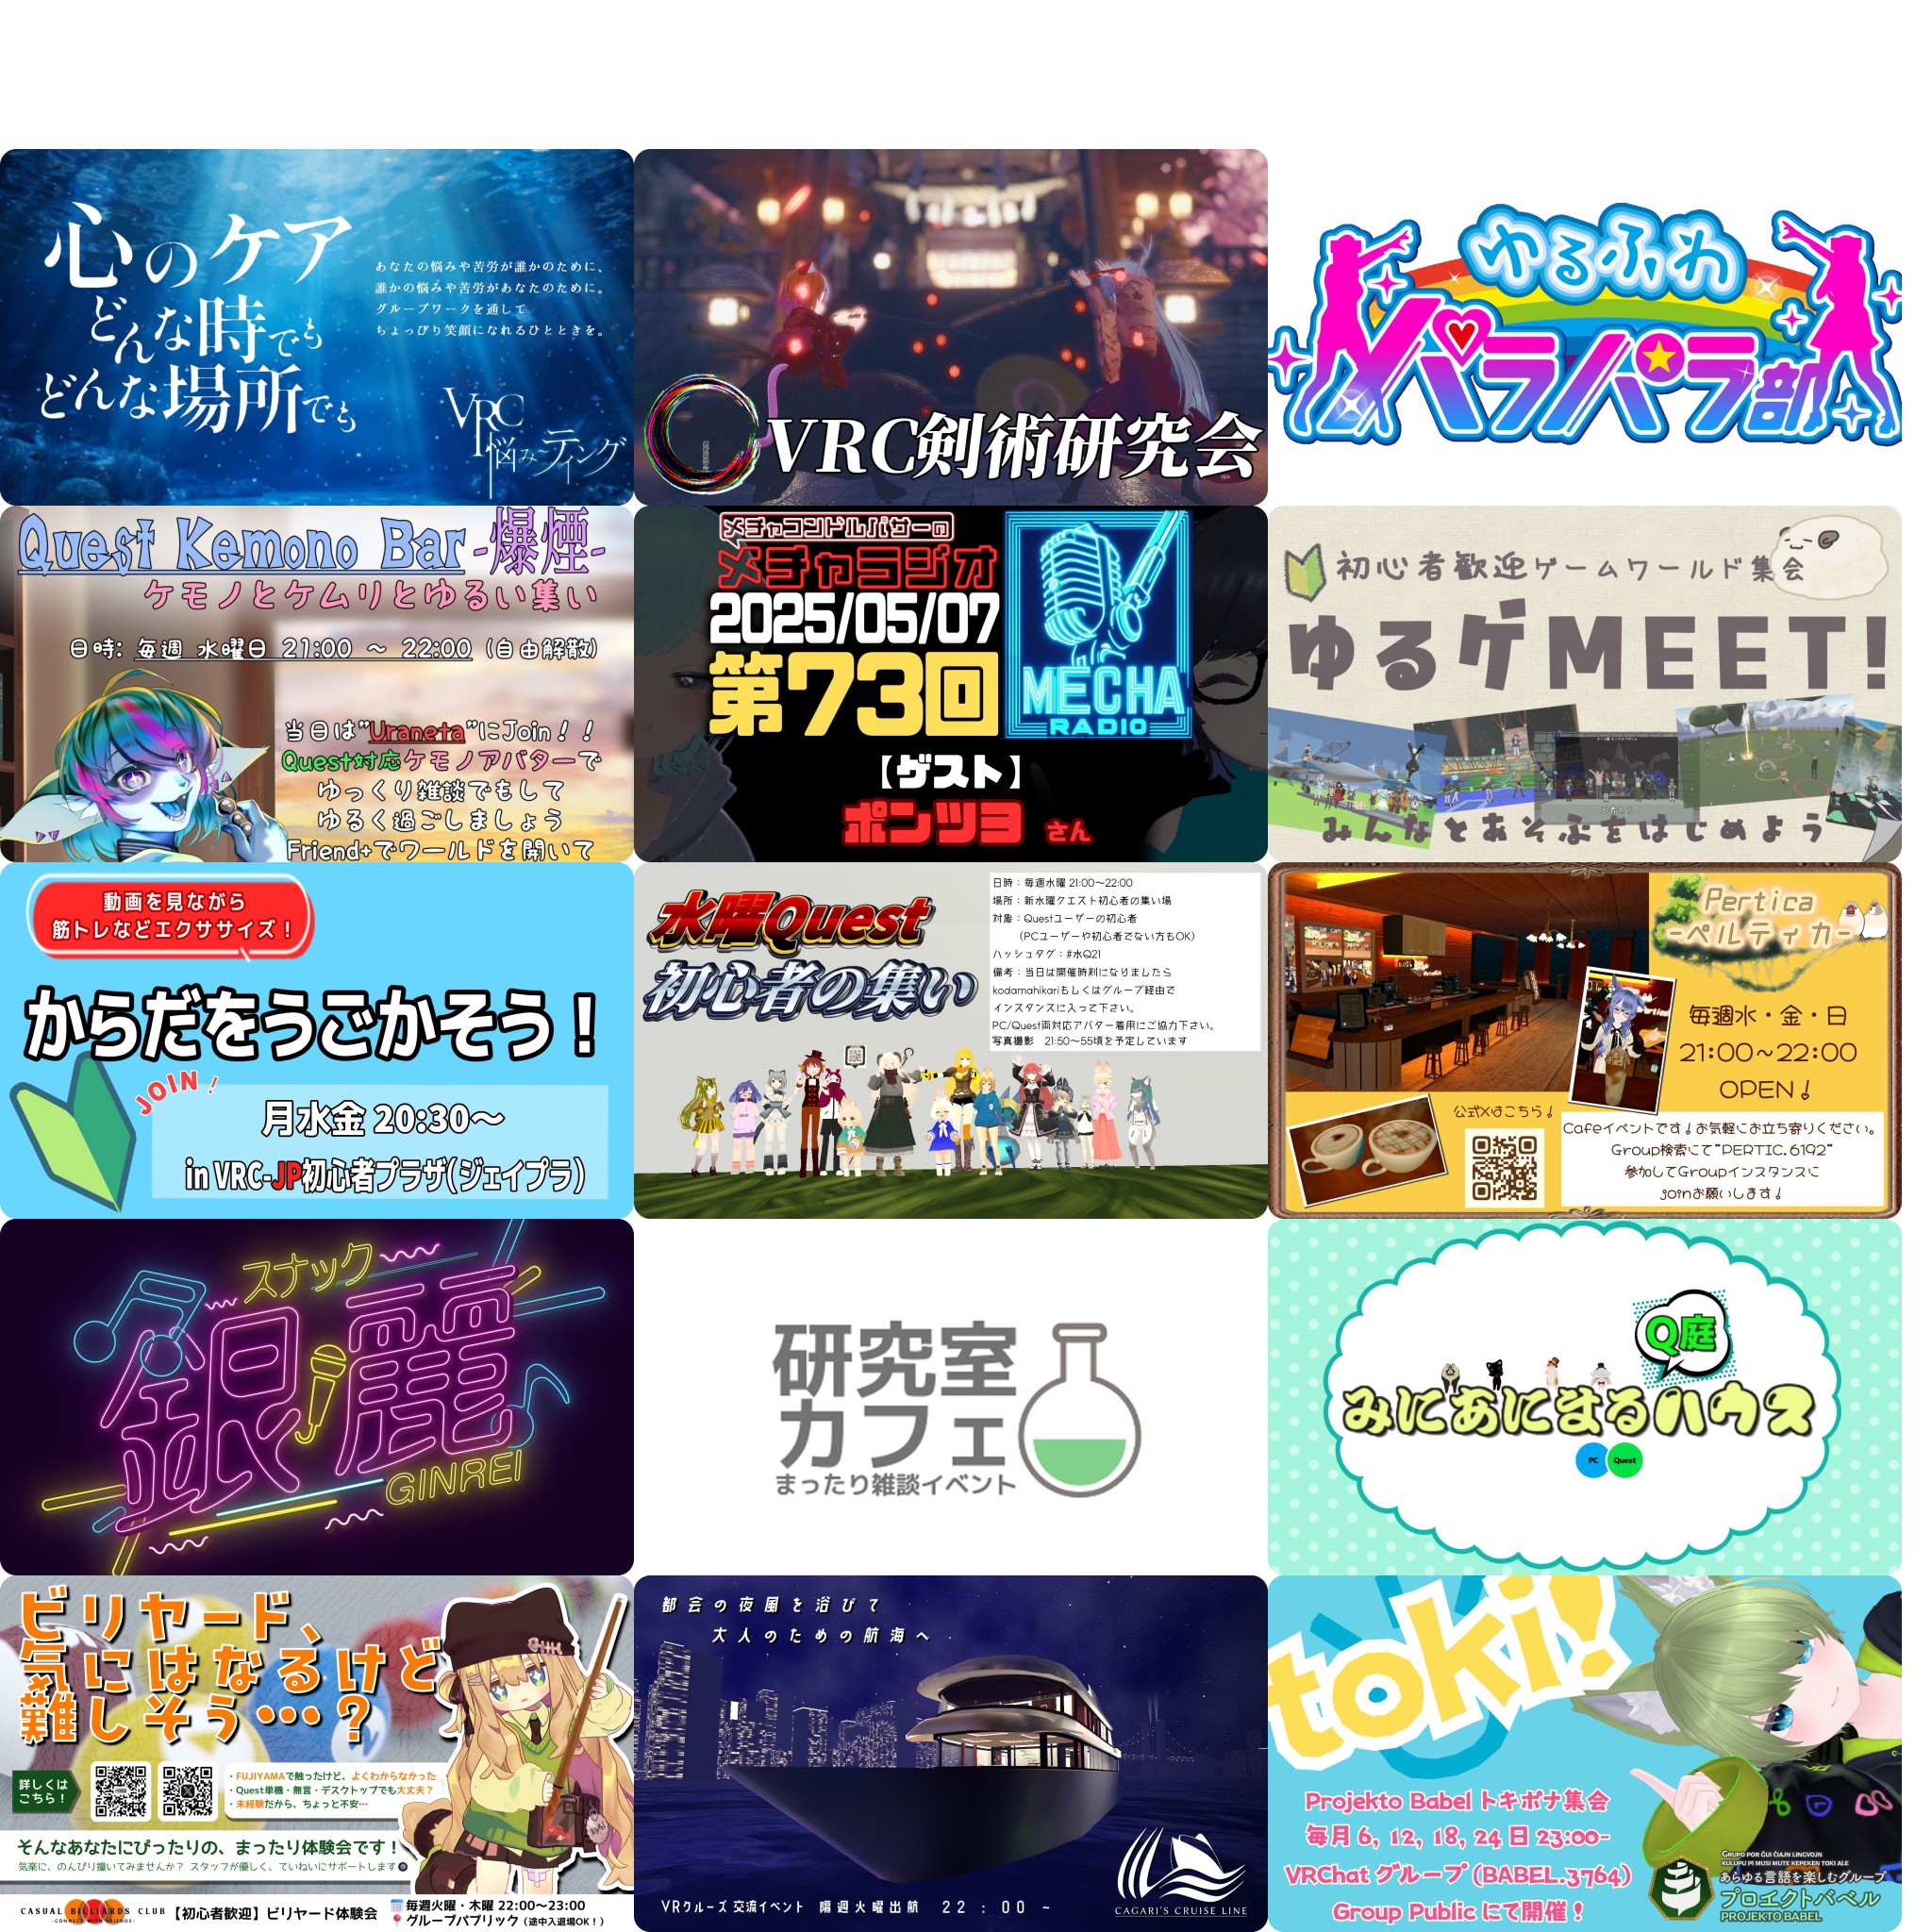 心のケア
どんな時でも
どんな場所でも
あなたの悩みや苦労が誰かのために、
誰かの悩みや苦労があなたのために。
グループワークを通して
ちょっぴり笑顔になれるひとときを。
VRC
悩み～ティング
VRC剣術研究会
ゆるふわ
パラパラ部
Quest Kemono Bar-爆煙-
ケモノとケムリとゆるい集い
日時: 毎週 水曜日 21:00 ～ 22:00 (自由解散)
当日は"Uraneta"にJoin！！
Quest対応ケモノアバターで
ゆっくり雑談でもして
ゆるく過ごしましょう
Friend+でワールドを開いて
メチャコンドルパサーの
メチャラジオ
2025/05/07
第73回
MECHA
RADIO
【ゲスト】
ポンツヨ さん
初心者歓迎ゲームワールド集会
ゆるゲMEET!
みんなとあそぶをはじめよう
動画を見ながら
筋トレなどエクササイズ！
からだをうごかそう！
JOIN！
月水金 20:30～
in VRC-JP初心者プラザ(ジェイプラ)
水曜Quest
初心者の集い
日時：毎週水曜 21:00～22:00
場所：新水曜クエスト初心者の集い場
対象：Questユーザーの初心者
（PCユーザーや初心者でない方もOK）
ハッシュタグ：#水Q21
備考：当日は開催時刻になりましたら
kodamahikariもしくはグループ経由で
インスタンスに入って下さい。
PC/Quest両対応アバター着用にご協力下さい。
写真撮影　21:50～55頃を予定しています
Pertica
-ペルティカ-
毎週水・金・日
21:00~22:00
OPEN！
公式Xはこちら！
Cafeイベントです！お気軽にお立ち寄りください。
Group検索にて"PERTIC.6192"
参加してGroupインスタンスに
joinお願いします！
スナック
銀麗
GINREI
研究室
カフェ
まったり雑談イベント
Q庭
みにあにまるハウス
PC Quest
ビリヤード、
気にはなるけど
難しそう…？
詳しくは
こちら！
・FUJIYAMAで触ったけど、よくわからなかった
・Quest単機・無言・デスクトップでも大丈夫？
・未経験だから、ちょっと不安…
そんなあなたにぴったりの、まったり体験会です！
気楽に、のんびり撞いてみませんか？ スタッフが優しく、ていねいにサポートします
CASUAL BILLIARDS CLUB
-CONNECT WITH FRIENDS-
【初心者歓迎】ビリヤード体験会
毎週火曜・木曜 22:00～23:00
グループパブリック（途中入退場OK！）
都会の夜風を浴びて
大人のための航海へ
VRクルーズ 交流イベント 隔週火曜出航 22：00 ～
CAGARI'S CRUISE LINE
toki!
Projekto Babel トキポナ集会
毎月 6, 12, 18, 24 日 23:00-
VRChat グループ (BABEL.3764)
Group Public にて開催！
GRUPO POR ĜUI ĈIAJN LINGVOJN
KULUPU PI MUSI MUTE KEPEKEN TOKI ALE
あらゆる言語を楽しむグループ
プロエクトバベル
PROJEKTO BABEL